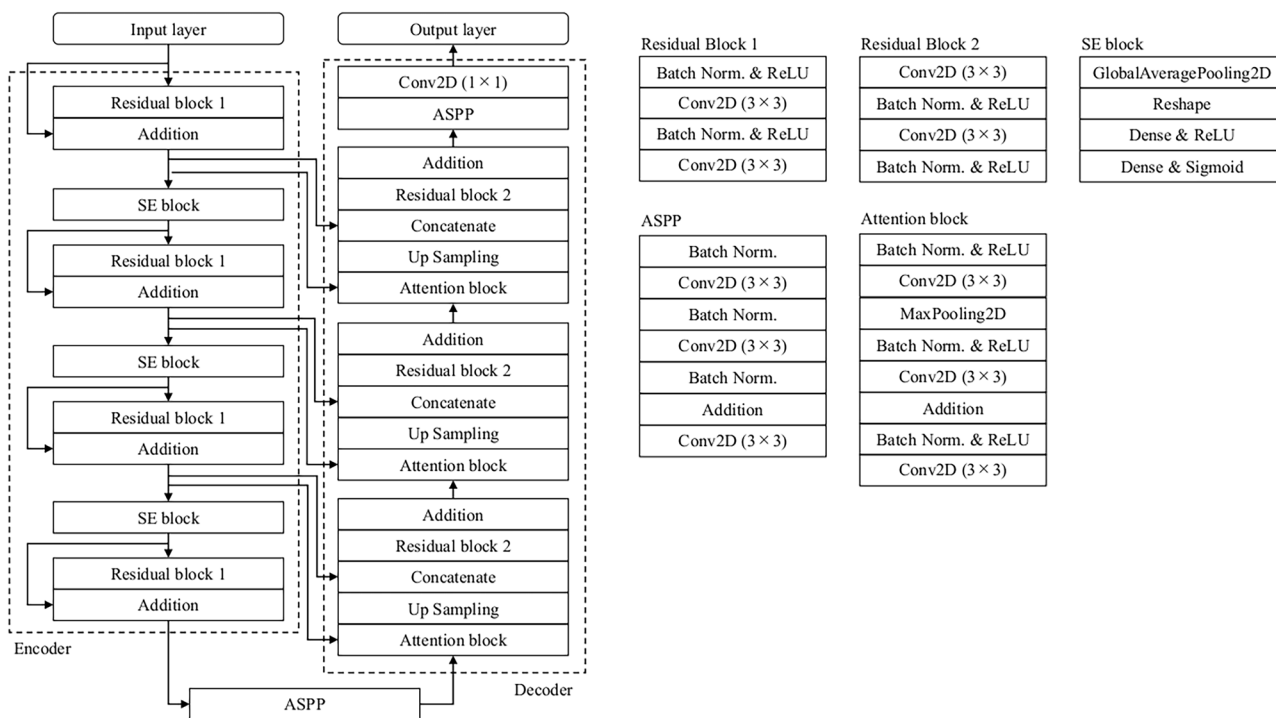 Input layer
Residual block 1
Addition
SE block
Residual block 1
Addition
SE block
Residual block 1
Addition
SE block
Residual block 1
Addition
Encoder
ASPP
Output layer
Conv2D (1×1)
ASPP
Addition
Residual block 2
Concatenate
Up Sampling
Attention block
Addition
Residual block 2
Concatenate
Up Sampling
Attention block
Addition
Residual block 2
Concatenate
Up Sampling
Attention block
Decoder
Residual Block 1
Batch Norm. & ReLU
Conv2D (3×3)
Batch Norm. & ReLU
Conv2D (3×3)
Residual Block 2
Conv2D (3×3)
Batch Norm. & ReLU
Conv2D (3×3)
Batch Norm. & ReLU
SE block
GlobalAveragePooling2D
Reshape
Dense & ReLU
Dense & Sigmoid
ASPP
Batch Norm.
Conv2D (3×3)
Batch Norm.
Conv2D (3×3)
Batch Norm.
Addition
Conv2D (3×3)
Attention block
Batch Norm. & ReLU
Conv2D (3×3)
MaxPooling2D
Batch Norm. & ReLU
Conv2D (3×3)
Addition
Batch Norm. & ReLU
Conv2D (3×3)